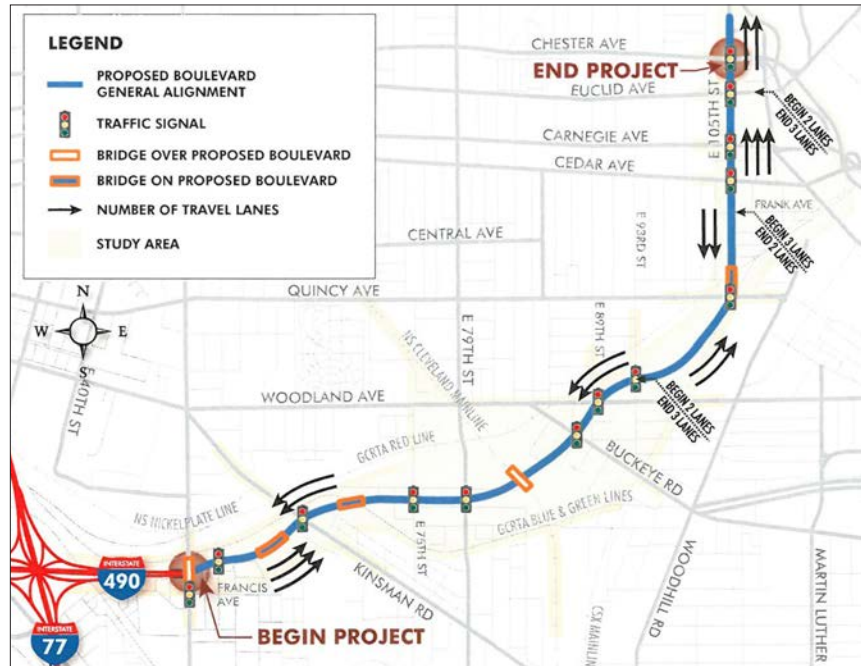 LEGEND
PROPOSED BOULEVARD
GENERAL ALIGNMENT
TRAFFIC SIGNAL
BRIDGE OVER PROPOSED BOULEVARD
BRIDGE ON PROPOSED BOULEVARD
NUMBER OF TRAVEL LANES
STUDY AREA
N
W E
S
CHESTER AVE
END PROJECT
EUCLID AVE
E 105TH ST
BEGIN 2 LANES
END 3 LANES
CARNEGIE AVE
CEDAR AVE
FRANK AVE
E 93RD ST
CENTRAL AVE
BEGIN 3 LANES
END 2 LANES
QUINCY AVE
NS CLEVELAND MAINLINE
E 79TH ST
E 89TH ST
E 40TH ST
WOODLAND AVE
BEGIN 2 LANES
END 3 LANES
GCRTA RED LINE
BUCKEYE RD
NS NICKELPLATE LINE
GCRTA BLUE & GREEN LINES
E 75TH ST
WOODHILL RD
MARTIN LUTHER
INTERSTATE
490
FRANCIS
AVE
KINSMAN RD
CSX MAINLINE
BEGIN PROJECT
INTERSTATE
77